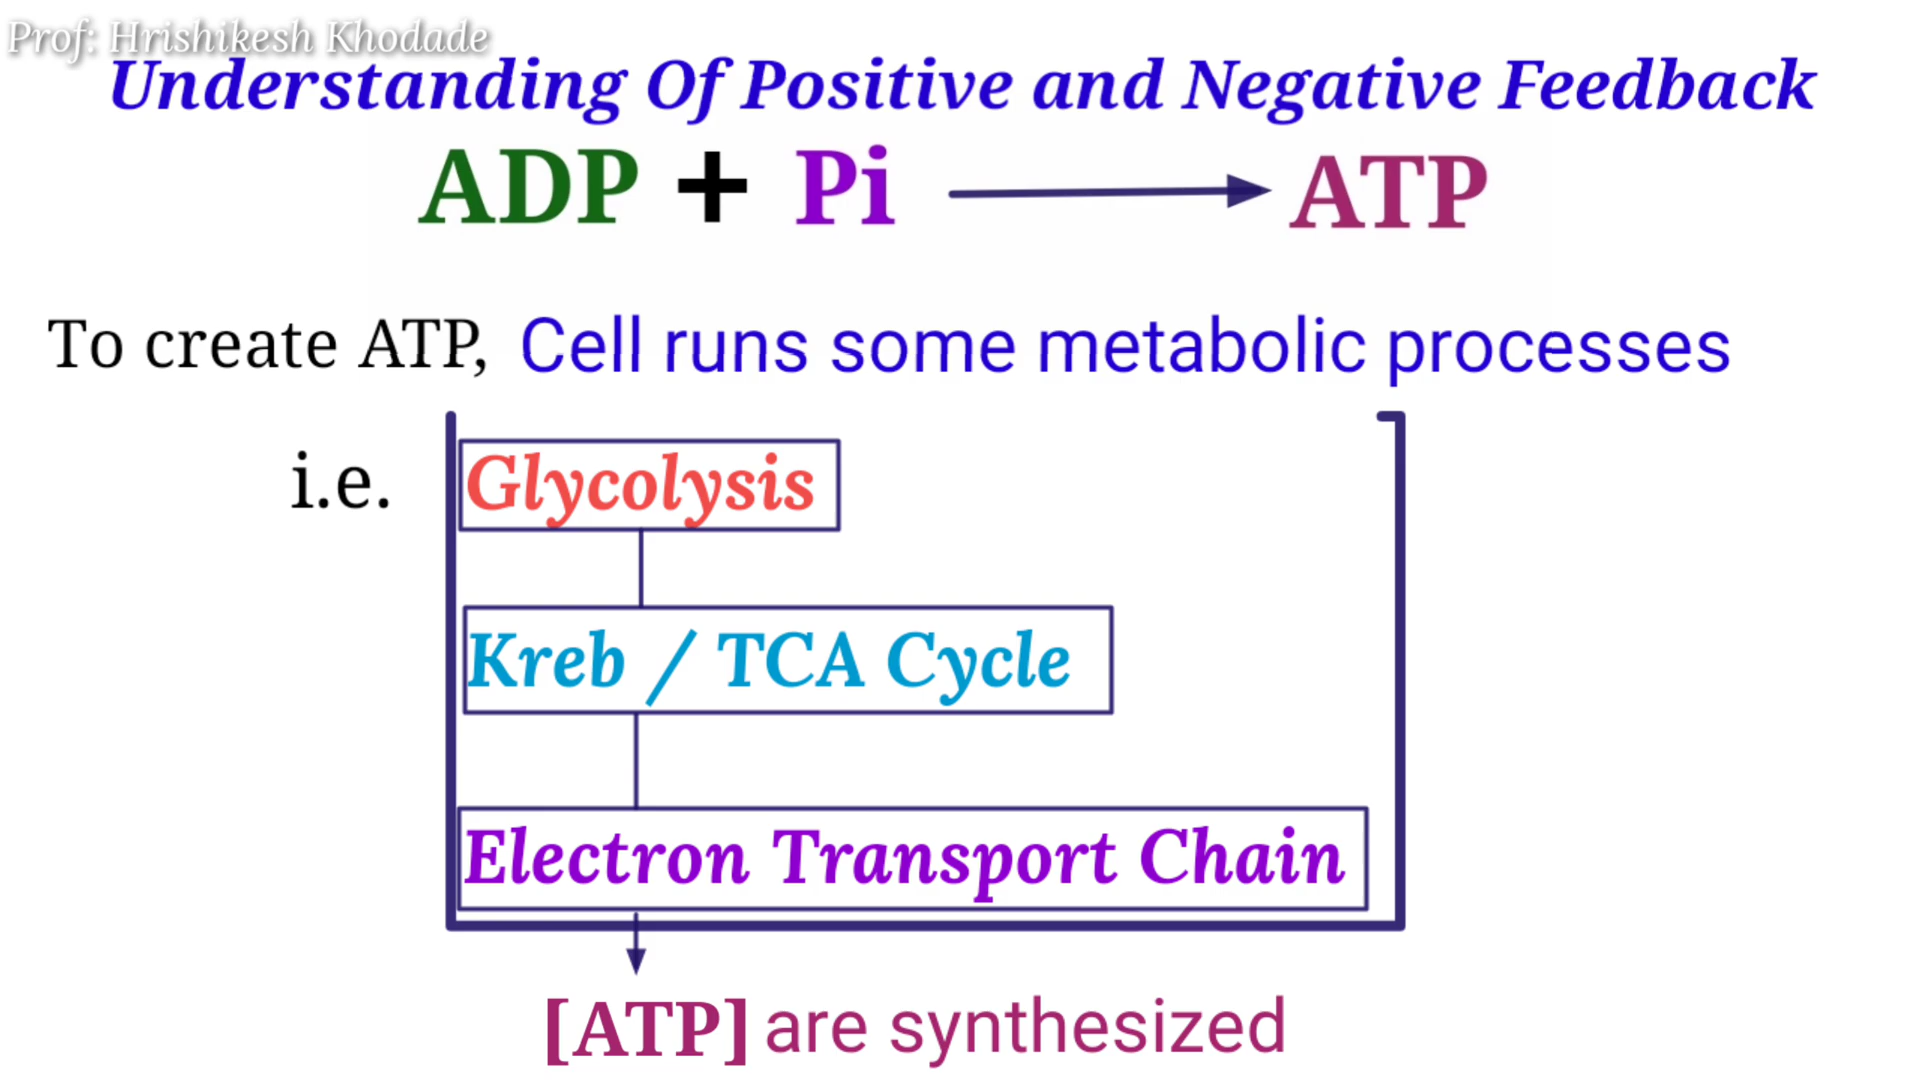 Prof: Hrishikesh Khodade
Understanding Of Positive and Negative Feedback
ADP + Pi ATP
To create ATP, Cell runs some metabolic processes
i.e. Glycolysis
Kreb / TCA Cycle
Electron Transport Chain
[ATP] are synthesized